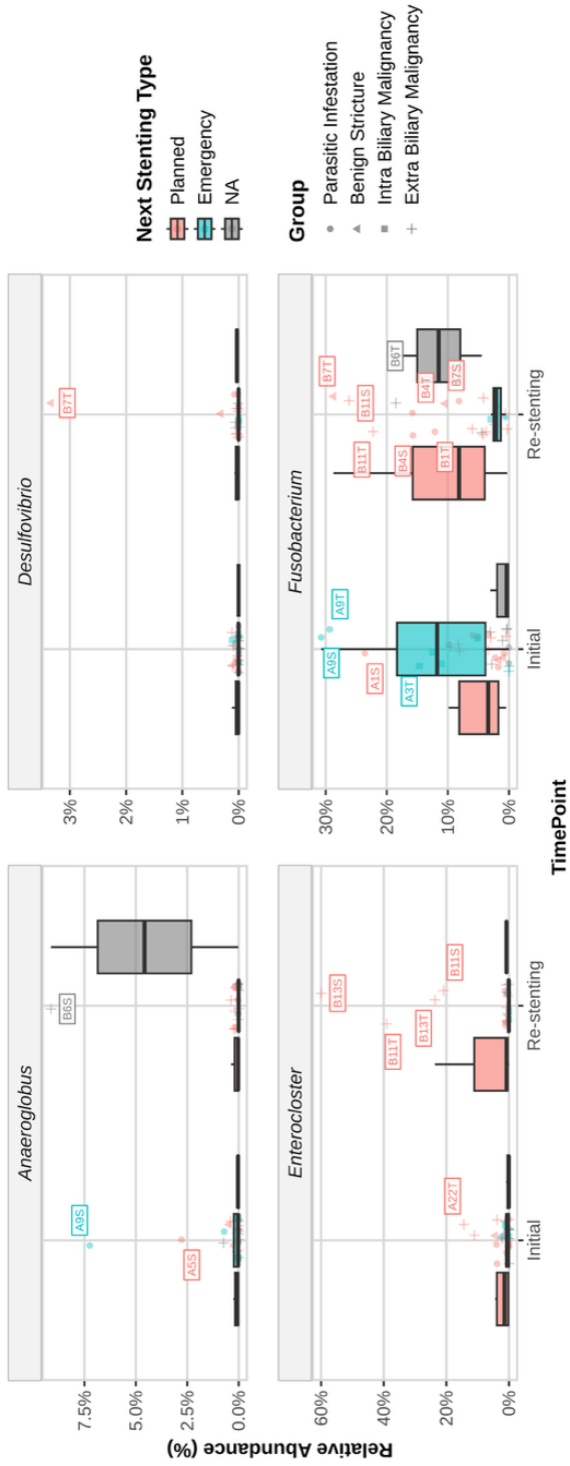 Anaeroglobus
Desulfovibrio
7.5%
5.0%
2.5%
0.0%
A9S
A5S
B6S
3%
2%
1%
0%
B7T
Enterocloster
Fusobacterium
60%
40%
20%
0%
A22T
B11T
B13S
B13T
B11S
30%
20%
10%
0%
A9S
A9T
A1S
A3T
B11T
B4S
B1T
B11S
B7T
B4T
B7S
B6T
Initial
Re-stenting
Initial
Re-stenting
Relative Abundance (%)
TimePoint
Next Stenting Type
Planned
Emergency
NA
Group
Parasitic Infestation
Benign Stricture
Intra Biliary Malignancy
Extra Biliary Malignancy